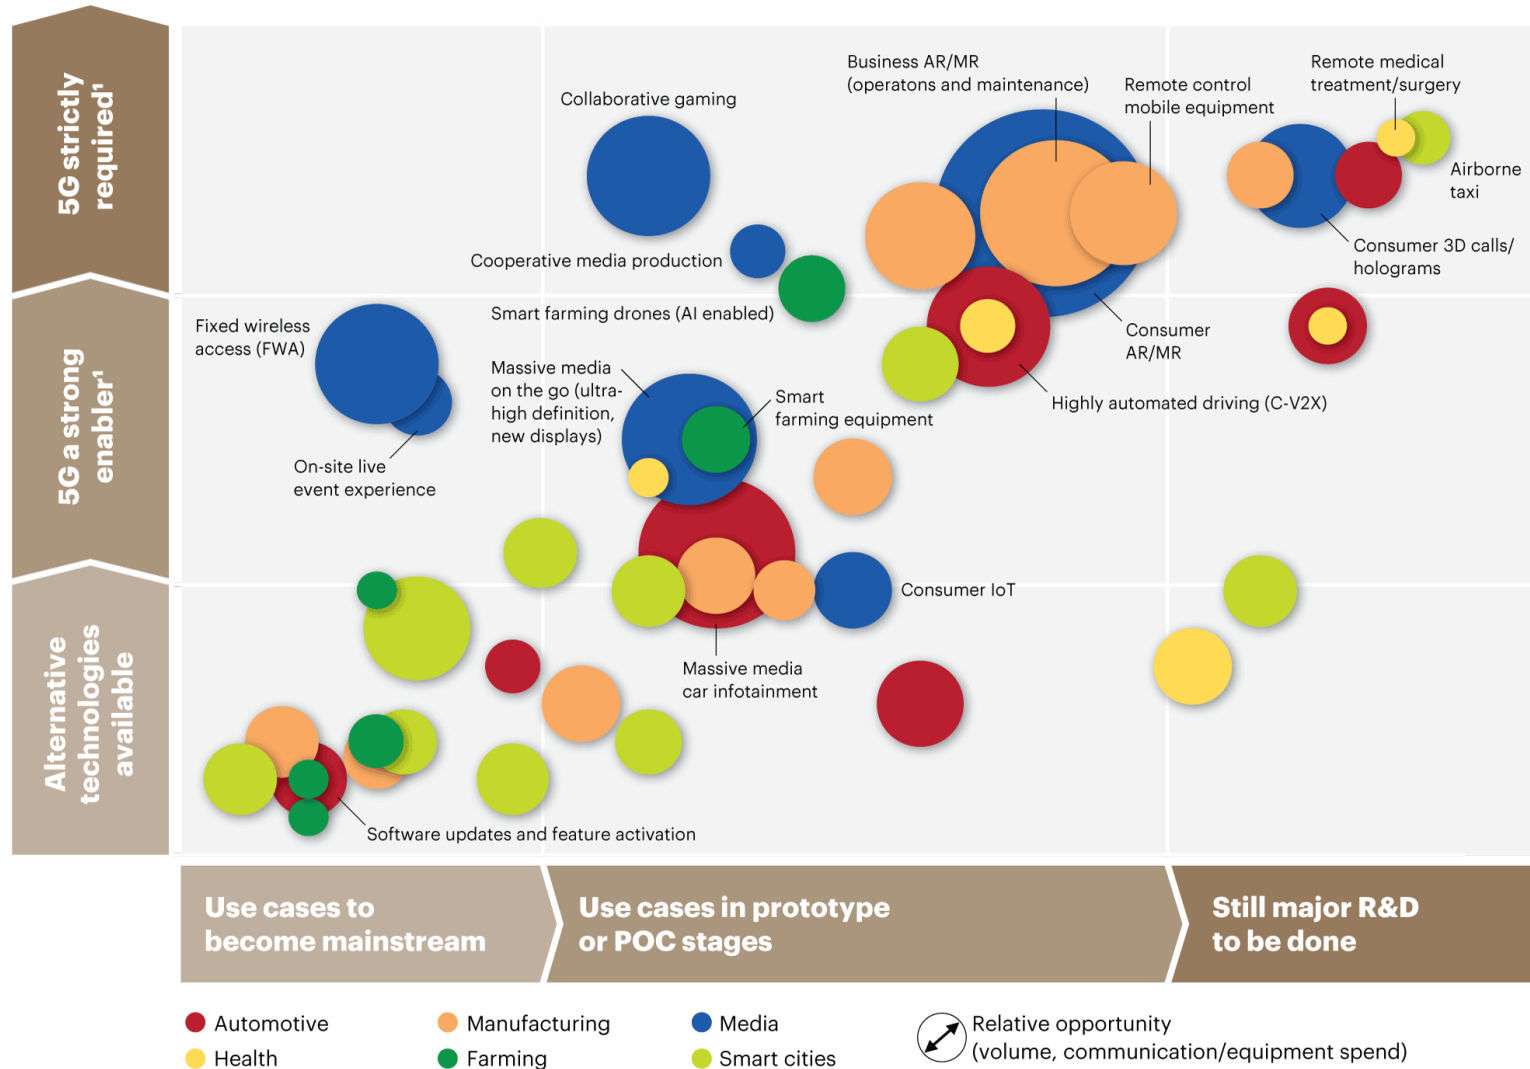 5G strictly
required¹
5G a strong
enabler¹
Alternative
technologies
available
Collaborative gaming
Business AR/MR
(operatons and maintenance)
Remote control
mobile equipment
Remote medical
treatment/surgery
Airborne
taxi
Consumer 3D calls/
holograms
Cooperative media production
Smart farming drones (AI enabled)
Fixed wireless
access (FWA)
On-site live
event experience
Massive media
on the go (ultra-
high definition,
new displays)
Smart
farming equipment
Consumer
AR/MR
Highly automated driving (C-V2X)
Consumer IoT
Massive media
car infotainment
Software updates and feature activation
Use cases to
become mainstream
Use cases in prototype
or POC stages
Still major R&D
to be done
Automotive
Manufacturing
Media
Health
Farming
Smart cities
Relative opportunity
(volume, communication/equipment spend)